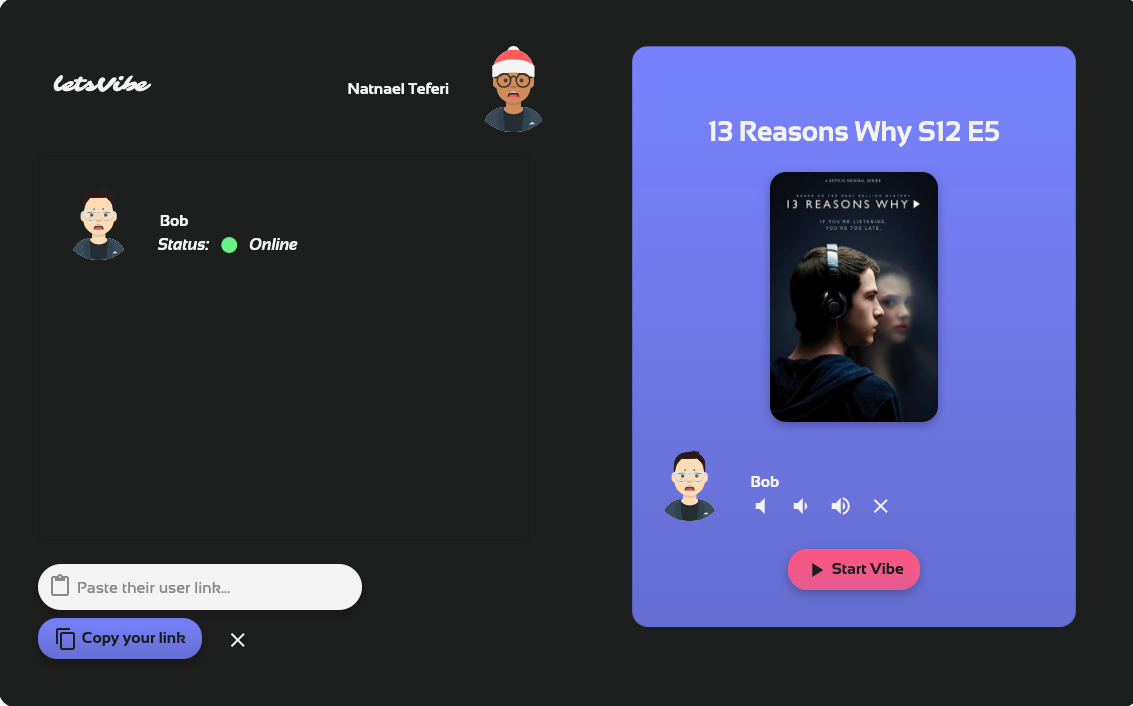 letsVibe
Natnael Teferi
Bob
Status: Online
Paste their user link...
Copy your link
13 Reasons Why S12 E5
A NETFLIX ORIGINAL SERIES
BASED ON THE BEST SELLING MYSTERY
13 REASONS WHY
IF YOU'RE LISTENING,
YOU'RE TOO LATE.
Bob
Start Vibe